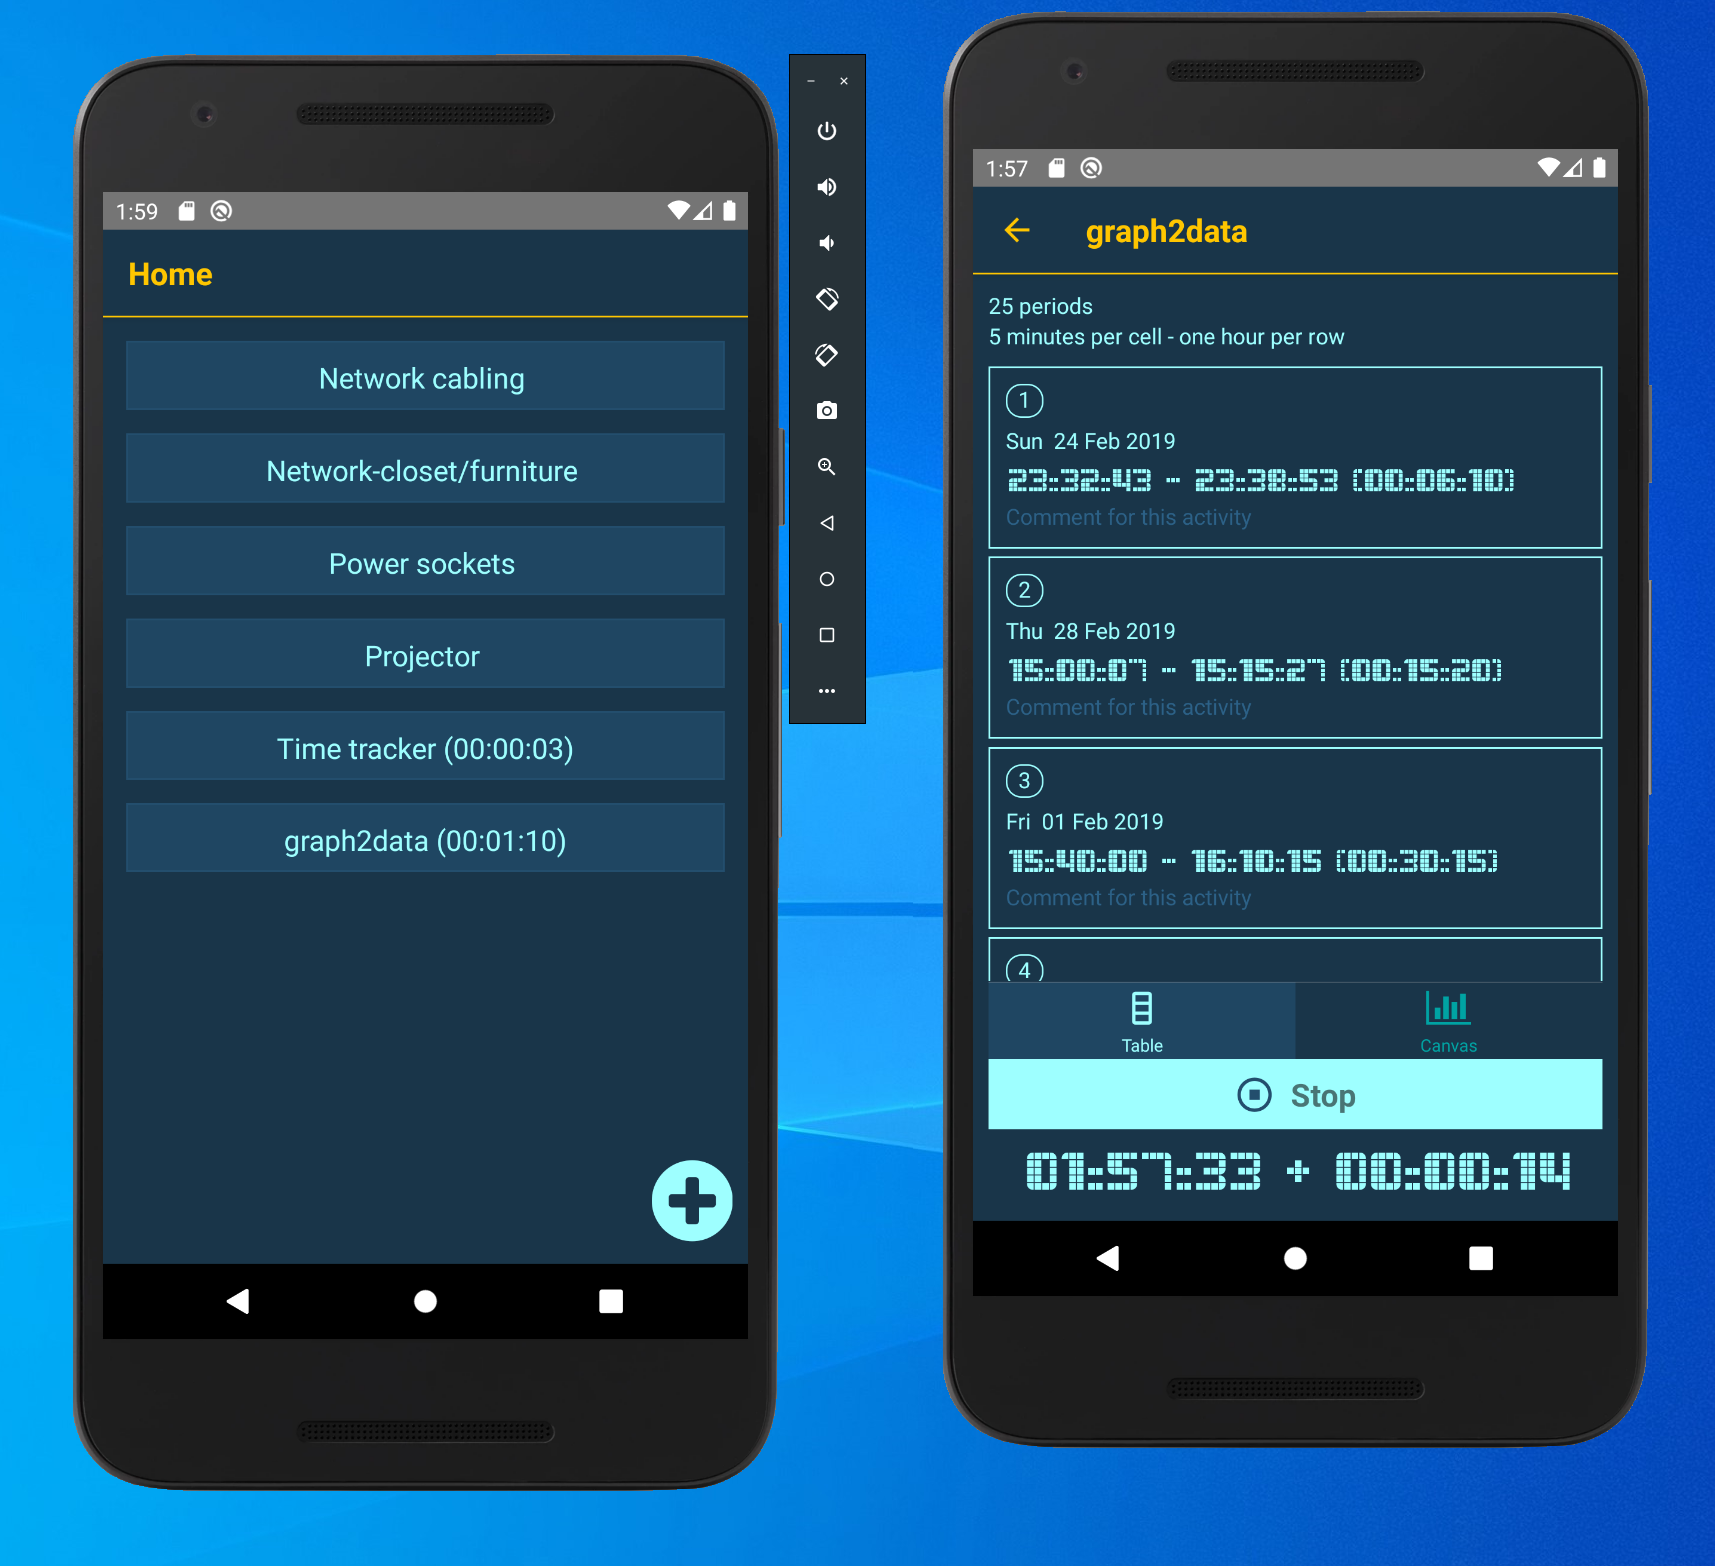 1:59
Home
Network cabling
Network-closet/furniture
Power sockets
Projector
Time tracker (00:00:03)
graph2data (00:01:10)
1:57
graph2data
25 periods
5 minutes per cell - one hour per row
1
Sun 24 Feb 2019
23:32:43 - 23:38:53 (00:06:10)
Comment for this activity
2
Thu 28 Feb 2019
15:00:07 - 15:15:27 (00:15:20)
Comment for this activity
3
Fri 01 Feb 2019
15:40:00 - 16:10:15 (00:30:15)
Comment for this activity
4
Table
Canvas
Stop
01:57:33 + 00:00:14